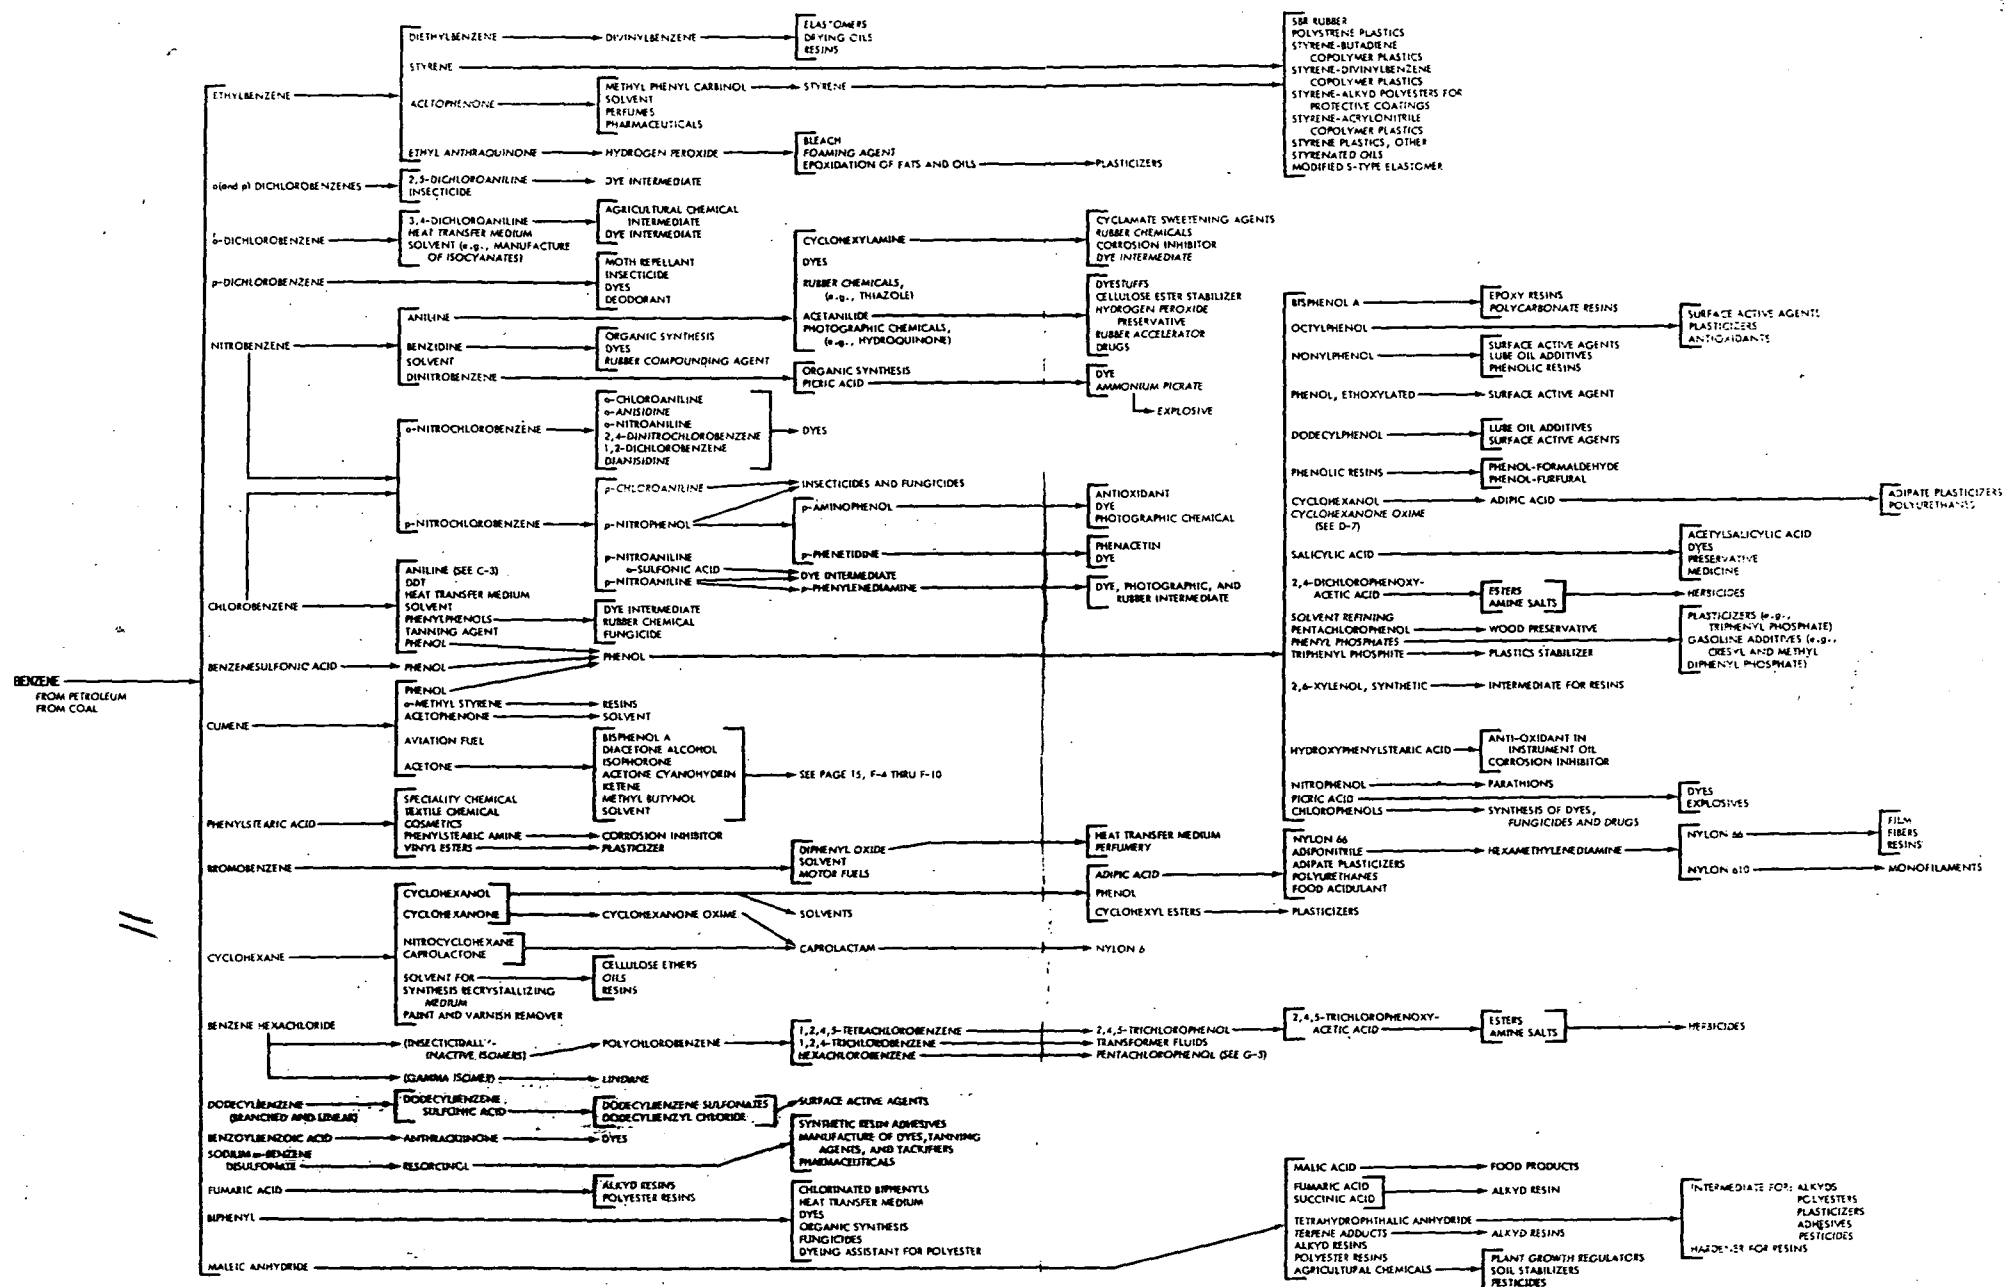 BENZENE
FROM PETROLEUM
FROM COAL
ETHYLBENZENE
o(and p) DICHLOROBENZENES
o-DICHLOROBENZENE
p-DICHLOROBENZENE
NITROBENZENE
CHLOROBENZENE
BENZENESULFONIC ACID
CUMENE
PHENYLSTEARIC ACID
BROMOBENZENE
CYCLOHEXANE
BENZENE HEXACHLORIDE
DODECYLBENZENE
(BRANCHED AND LINEAR)
BENZOYLBENZOIC ACID
SODIUM m-BENZENE
DISULFONATE
FUMARIC ACID
BIPHENYL
MALEIC ANHYDRIDE
DIETHYLBENZENE
STYRENE
ACETOPHENONE
ETHYL ANTHRAQUINONE
2,5-DICHLOROANILINE
INSECTICIDE
3,4-DICHLOROANILINE
HEAT TRANSFER MEDIUM
SOLVENT (e.g., MANUFACTURE
OF ISOCYANATES)
ANILINE
BENZIDINE
SOLVENT
DINITROBENZENE
o-NITROCHLOROBENZENE
p-NITROCHLOROBENZENE
ANILINE (SEE C-3)
DDT
HEAT TRANSFER MEDIUM
SOLVENT
PHENYLPHENOLS
TANNING AGENT
PHENOL
PHENOL
PHENOL
α-METHYL STYRENE
ACETOPHENONE
AVIATION FUEL
ACETONE
SPECIALITY CHEMICAL
TEXTILE CHEMICAL
COSMETICS
PHENYLSTEARIC AMINE
VINYL ESTERS
CYCLOHEXANOL
CYCLOHEXANONE
NITROCYCLOHEXANE
CAPROLACTONE
SOLVENT FOR
SYNTHESIS RECRYSTALLIZING
MEDIUM
PAINT AND VARNISH REMOVER
(INSECTICIDALLY-
INACTIVE ISOMERS)
(GAMMA ISOMER)
DODECYLBENZENE
SULFONIC ACID
ANTHRAQUINONE
RESORCINOL
DIVINYLBENZENE
METHYL PHENYL CARBINOL
SOLVENT
PERFUMES
PHARMACEUTICALS
HYDROGEN PEROXIDE
DYE INTERMEDIATE
AGRICULTURAL CHEMICAL
INTERMEDIATE
DYE INTERMEDIATE
MOTH REPELLANT
INSECTICIDE
DYES
DEODORANT
ORGANIC SYNTHESIS
DYES
RUBBER COMPOUNDING AGENT
o-CHLOROANILINE
o-ANISIDINE
o-NITROANILINE
2,4-DINITROCHLOROBENZENE
1,2-DICHLOROBENZENE
DIANISIDINE
p-CHLOROANILINE
p-NITROPHENOL
p-NITROANILINE
o-SULFONIC ACID
p-NITROANILINE
DYE INTERMEDIATE
RUBBER CHEMICAL
FUNGICIDE
PHENOL
RESINS
SOLVENT
BISPHENOL A
DIACETONE ALCOHOL
ISOPHORONE
ACETONE CYANOHYDRIN
KETENE
METHYL BUTYNOL
SOLVENT
CORROSION INHIBITOR
PLASTICIZER
CYCLOHEXANONE OXIME
CELLULOSE ETHERS
OILS
RESINS
POLYCHLOROBENZENE
LINDANE
DODECYLBENZENE SULFONATES
DODECYLBENZYL CHLORIDE
DYES
ALKYD RESINS
POLYESTER RESINS
ELASTOMERS
DRYING OILS
RESINS
STYRENE
BLEACH
FOAMING AGENT
EPOXIDATION OF FATS AND OILS
CYCLOHEXYLAMINE
DYES
RUBBER CHEMICALS,
(e.g., THIAZOLE)
ACETANILIDE
PHOTOGRAPHIC CHEMICALS,
(e.g., HYDROQUINONE)
ORGANIC SYNTHESIS
PICRIC ACID
DYES
INSECTICIDES AND FUNGICIDES
p-AMINOPHENOL
p-PHENETIDINE
DYE INTERMEDIATE
p-PHENYLENEDIAMINE
SEE PAGE 15, F-4 THRU F-10
DIPHENYL OXIDE
SOLVENT
MOTOR FUELS
SOLVENTS
CAPROLACTAM
1,2,4,5-TETRACHLOROBENZENE
1,2,4-TRICHLOROBENZENE
HEXACHLOROBENZENE
SURFACE ACTIVE AGENTS
SYNTHETIC RESIN ADHESIVES
MANUFACTURE OF DYES, TANNING
AGENTS, AND TACKIFIERS
PHARMACEUTICALS
CHLORINATED BIPHENYLS
HEAT TRANSFER MEDIUM
DYES
ORGANIC SYNTHESIS
FUNGICIDES
DYEING ASSISTANT FOR POLYESTER
PLASTICIZERS
CYCLAMATE SWEETENING AGENTS
RUBBER CHEMICALS
CORROSION INHIBITOR
DYE INTERMEDIATE
DYESTUFFS
CELLULOSE ESTER STABILIZER
HYDROGEN PEROXIDE
PRESERVATIVE
RUBBER ACCELERATOR
DRUGS
DYE
AMMONIUM PICRATE
EXPLOSIVE
ANTIOXIDANT
DYE
PHOTOGRAPHIC CHEMICAL
PHENACETIN
DYE
DYE, PHOTOGRAPHIC, AND
RUBBER INTERMEDIATE
HEAT TRANSFER MEDIUM
PERFUMERY
ADIPIC ACID
PHENOL
CYCLOHEXYL ESTERS
NYLON 6
2,4,5-TRICHLOROPHENOL
TRANSFORMER FLUIDS
PENTACHLOROPHENOL (SEE G-5)
SBR RUBBER
POLYSTRENE PLASTICS
STYRENE-BUTADIENE
COPOLYMER PLASTICS
STYRENE-DIVINYLBENZENE
COPOLYMER PLASTICS
STYRENE-ALKYD POLYESTERS FOR
PROTECTIVE COATINGS
STYRENE-ACRYLONITRILE
COPOLYMER PLASTICS
STYRENE PLASTICS, OTHER
STYRENATED OILS
MODIFIED S-TYPE ELASTOMER
BISPHENOL A
OCTYLPHENOL
NONYLPHENOL
PHENOL, ETHOXYLATED
DODECYLPHENOL
PHENOLIC RESINS
CYCLOHEXANOL
CYCLOHEXANONE OXIME
(SEE D-7)
SALICYLIC ACID
2,4-DICHLOROPHENOXY-
ACETIC ACID
SOLVENT REFINING
PENTACHLOROPHENOL
PHENYL PHOSPHATES
TRIPHENYL PHOSPHITE
2,6-XYLENOL, SYNTHETIC
HYDROXYPHENYLSTEARIC ACID
NITROPHENOL
PICRIC ACID
CHLOROPHENOLS
NYLON 66
ADIPONITRILE
ADIPATE PLASTICIZERS
POLYURETHANES
FOOD ACIDULANT
PLASTICIZERS
2,4,5-TRICHLOROPHENOXY-
ACETIC ACID
MALIC ACID
FUMARIC ACID
SUCCINIC ACID
TETRAHYDROPHTHALIC ANHYDRIDE
TERPENE ADDUCTS
ALKYD RESINS
POLYESTER RESINS
AGRICULTURAL CHEMICALS
EPOXY RESINS
POLYCARBONATE RESINS
SURFACE ACTIVE AGENTS
LUBE OIL ADDITIVES
PHENOLIC RESINS
SURFACE ACTIVE AGENT
LUBE OIL ADDITIVES
SURFACE ACTIVE AGENTS
PHENOL-FORMALDEHYDE
PHENOL-FURFURAL
ADIPIC ACID
ESTERS
AMINE SALTS
WOOD PRESERVATIVE
PLASTICS STABILIZER
INTERMEDIATE FOR RESINS
ANTI-OXIDANT IN
INSTRUMENT OIL
CORROSION INHIBITOR
PARATHIONS
SYNTHESIS OF DYES,
FUNGICIDES AND DRUGS
HEXAMETHYLENEDIAMINE
ESTERS
AMINE SALTS
FOOD PRODUCTS
ALKYD RESIN
ALKYD RESINS
PLANT GROWTH REGULATORS
SOIL STABILIZERS
PESTICIDES
SURFACE ACTIVE AGENTS
PLASTICIZERS
ANTIOXIDANTS
ACETYLSALICYLIC ACID
DYES
PRESERVATIVE
MEDICINE
HERBICIDES
PLASTICIZERS (e.g.,
TRIPHENYL PHOSPHATE)
GASOLINE ADDITIVES (e.g.,
CRESYL AND METHYL
DIPHENYL PHOSPHATE)
DYES
EXPLOSIVES
NYLON 66
NYLON 610
HERBICIDES
INTERMEDIATE FOR: ALKYDS
POLYESTERS
PLASTICIZERS
ADHESIVES
PESTICIDES
HARDENER FOR RESINS
ADIPATE PLASTICIZERS
POLYURETHANES
FILM
FIBERS
RESINS
MONOFILAMENTS